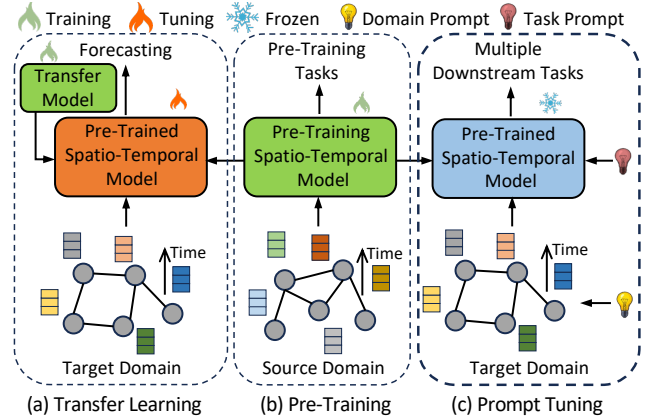 Training Tuning Frozen Domain Prompt Task Prompt
Forecasting
Transfer
Model
Pre-Trained
Spatio-Temporal
Model
Time
Target Domain
(a) Transfer Learning
Pre-Training
Tasks
Pre-Training
Spatio-Temporal
Model
Time
Source Domain
(b) Pre-Training
Multiple
Downstream Tasks
Pre-Trained
Spatio-Temporal
Model
Time
Target Domain
(c) Prompt Tuning